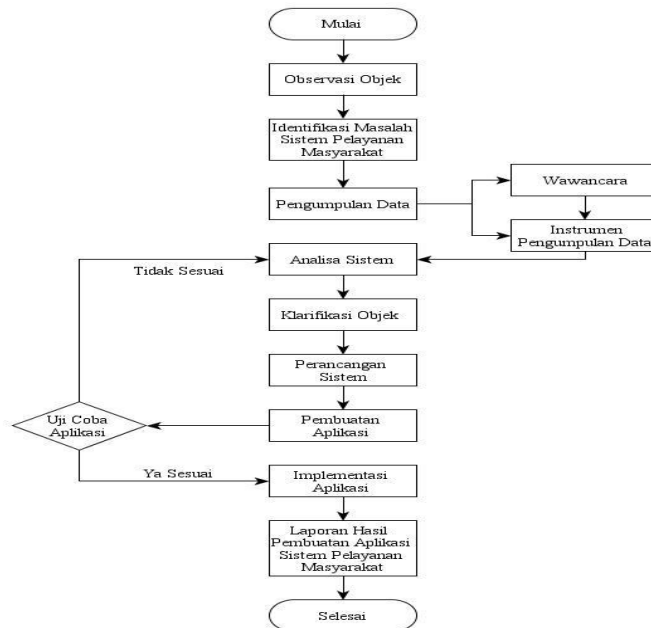 Mulai
Observasi Objek
Identifikasi Masalah
Sistem Pelayanan
Masyarakat
Pengumpulan Data
Wawancara
Instrumen
Pengumpulan Data
Analisa Sistem
Tidak Sesuai
Klarifikasi Objek
Perancangan
Sistem
Pembuatan
Aplikasi
Uji Coba
Aplikasi
Ya Sesuai
Implementasi
Aplikasi
Laporan Hasil
Pembuatan Aplikasi
Sistem Pelayanan
Masyarakat
Selesai